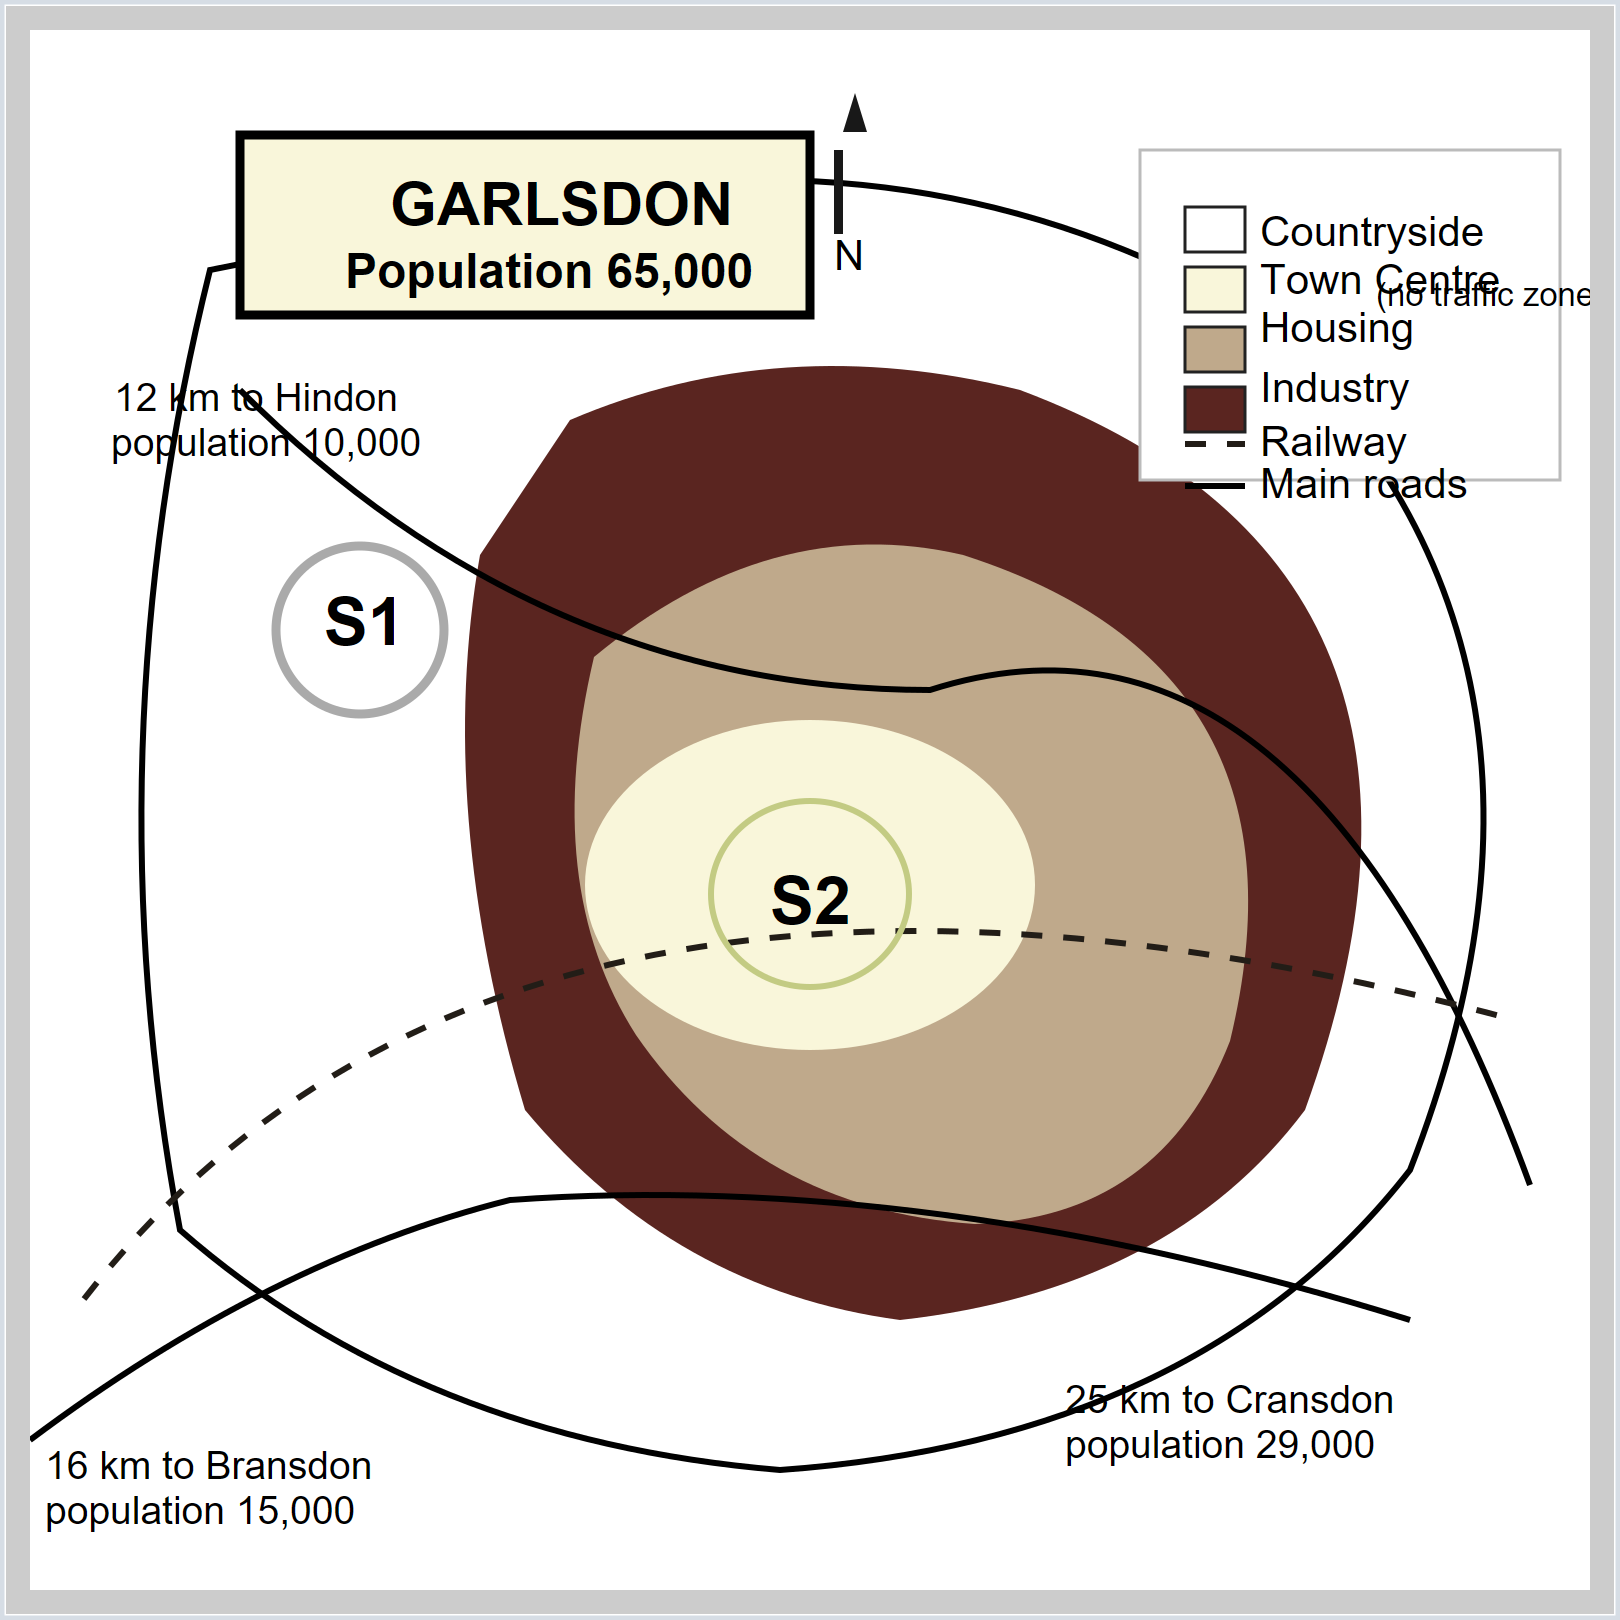 GARLSDON
Population 65,000
N
Countryside
Town Centre
(no traffic zone
Housing
Industry
Railway
Main roads
12 km to Hindon
population 10,000
S1
S2
25 km to Cransdon
population 29,000
16 km to Bransdon
population 15,000